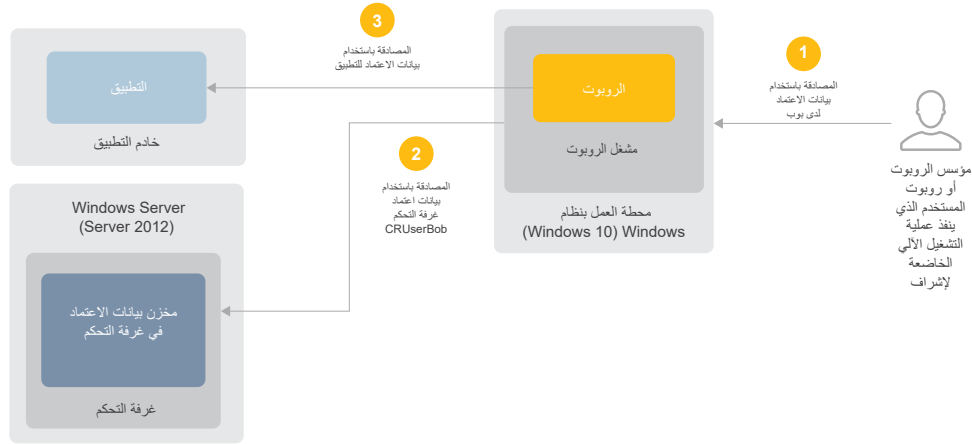 1
المصادقة باستخدام
بيانات الاعتماد
لدى بوب
مؤسس الروبوت
أو روبوت
المستخدم الذي
ينفذ عملية
التشغيل الآلي
الخاضعة
لإشراف
الروبوت
مشغل الروبوت
محطة العمل بنظام
Windows (Windows 10)
2
المصادقة باستخدام
بيانات اعتماد
غرفة التحكم
CRUserBob
3
المصادقة باستخدام
بيانات الاعتماد للتطبيق
التطبيق
خادم التطبيق
Windows Server
(Server 2012)
مخزن بيانات الاعتماد
في غرفة التحكم
غرفة التحكم